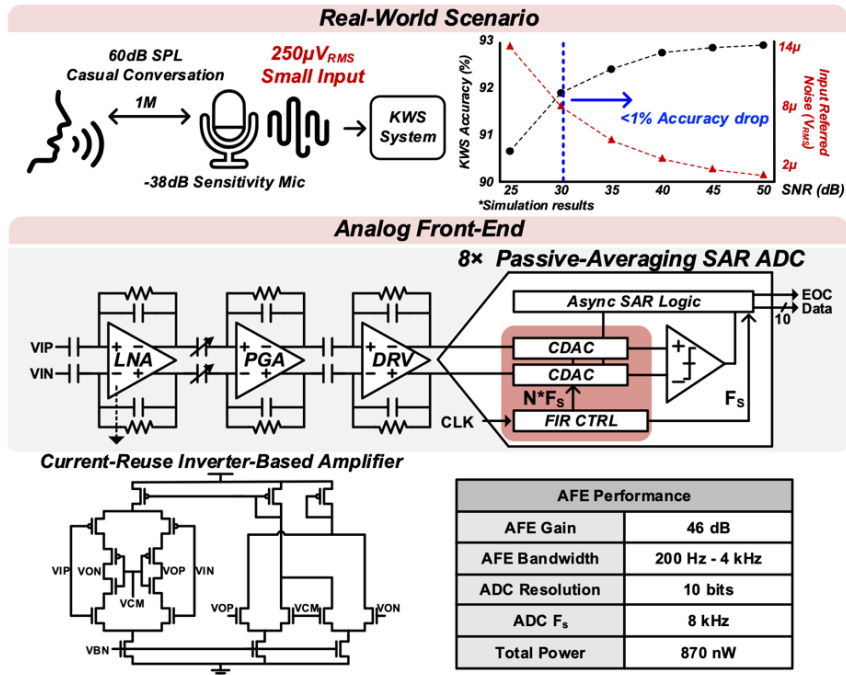 Real-World Scenario
60dB SPL
Casual Conversation
1M
250µV_RMS
Small Input
KWS
System
-38dB Sensitivity Mic
KWS Accuracy (%)
93
92
91
90
14µ
8µ
2µ
Input Referred
Noise (V_RMS)
<1% Accuracy drop
25 30 35 40 45 50 SNR (dB)
*Simulation results
Analog Front-End
8× Passive-Averaging SAR ADC
VIP
VIN
LNA
PGA
DRV
Async SAR Logic
EOC
Data
10
CDAC
CDAC
N*F_S
F_S
CLK
FIR CTRL
Current-Reuse Inverter-Based Amplifier
VIP
VON
VOP
VIN
VCM
VOP
VCM
VON
VBN
AFE Performance
AFE Gain 46 dB
AFE Bandwidth 200 Hz - 4 kHz
ADC Resolution 10 bits
ADC F_s 8 kHz
Total Power 870 nW